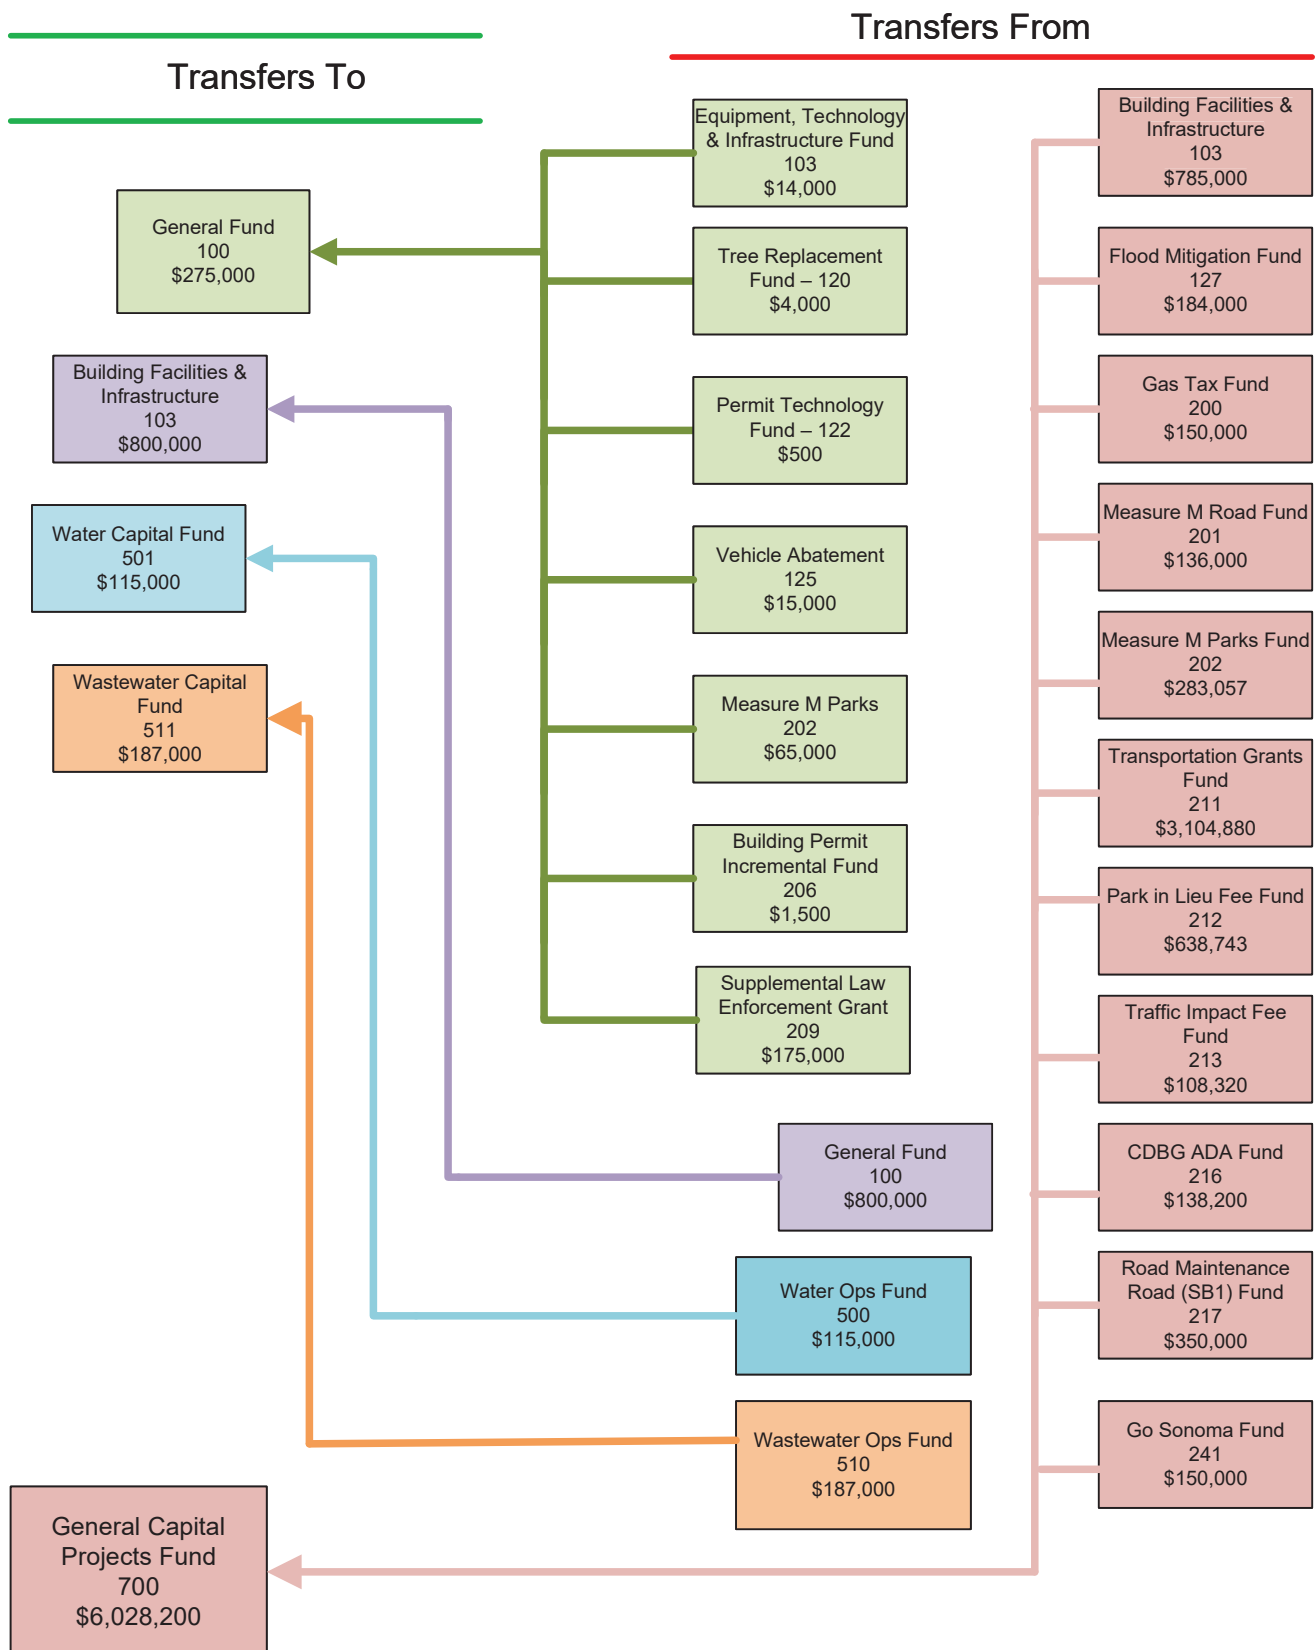 Transfers To
General Fund
100
$275,000
Building Facilities &
Infrastructure
103
$800,000
Water Capital Fund
501
$115,000
Wastewater Capital
Fund
511
$187,000
General Capital
Projects Fund
700
$6,028,200
Transfers From
Equipment, Technology
& Infrastructure Fund
103
$14,000
Tree Replacement
Fund – 120
$4,000
Permit Technology
Fund – 122
$500
Vehicle Abatement
125
$15,000
Measure M Parks
202
$65,000
Building Permit
Incremental Fund
206
$1,500
Supplemental Law
Enforcement Grant
209
$175,000
General Fund
100
$800,000
Water Ops Fund
500
$115,000
Wastewater Ops Fund
510
$187,000
Building Facilities &
Infrastructure
103
$785,000
Flood Mitigation Fund
127
$184,000
Gas Tax Fund
200
$150,000
Measure M Road Fund
201
$136,000
Measure M Parks Fund
202
$283,057
Transportation Grants
Fund
211
$3,104,880
Park in Lieu Fee Fund
212
$638,743
Traffic Impact Fee
Fund
213
$108,320
CDBG ADA Fund
216
$138,200
Road Maintenance
Road (SB1) Fund
217
$350,000
Go Sonoma Fund
241
$150,000